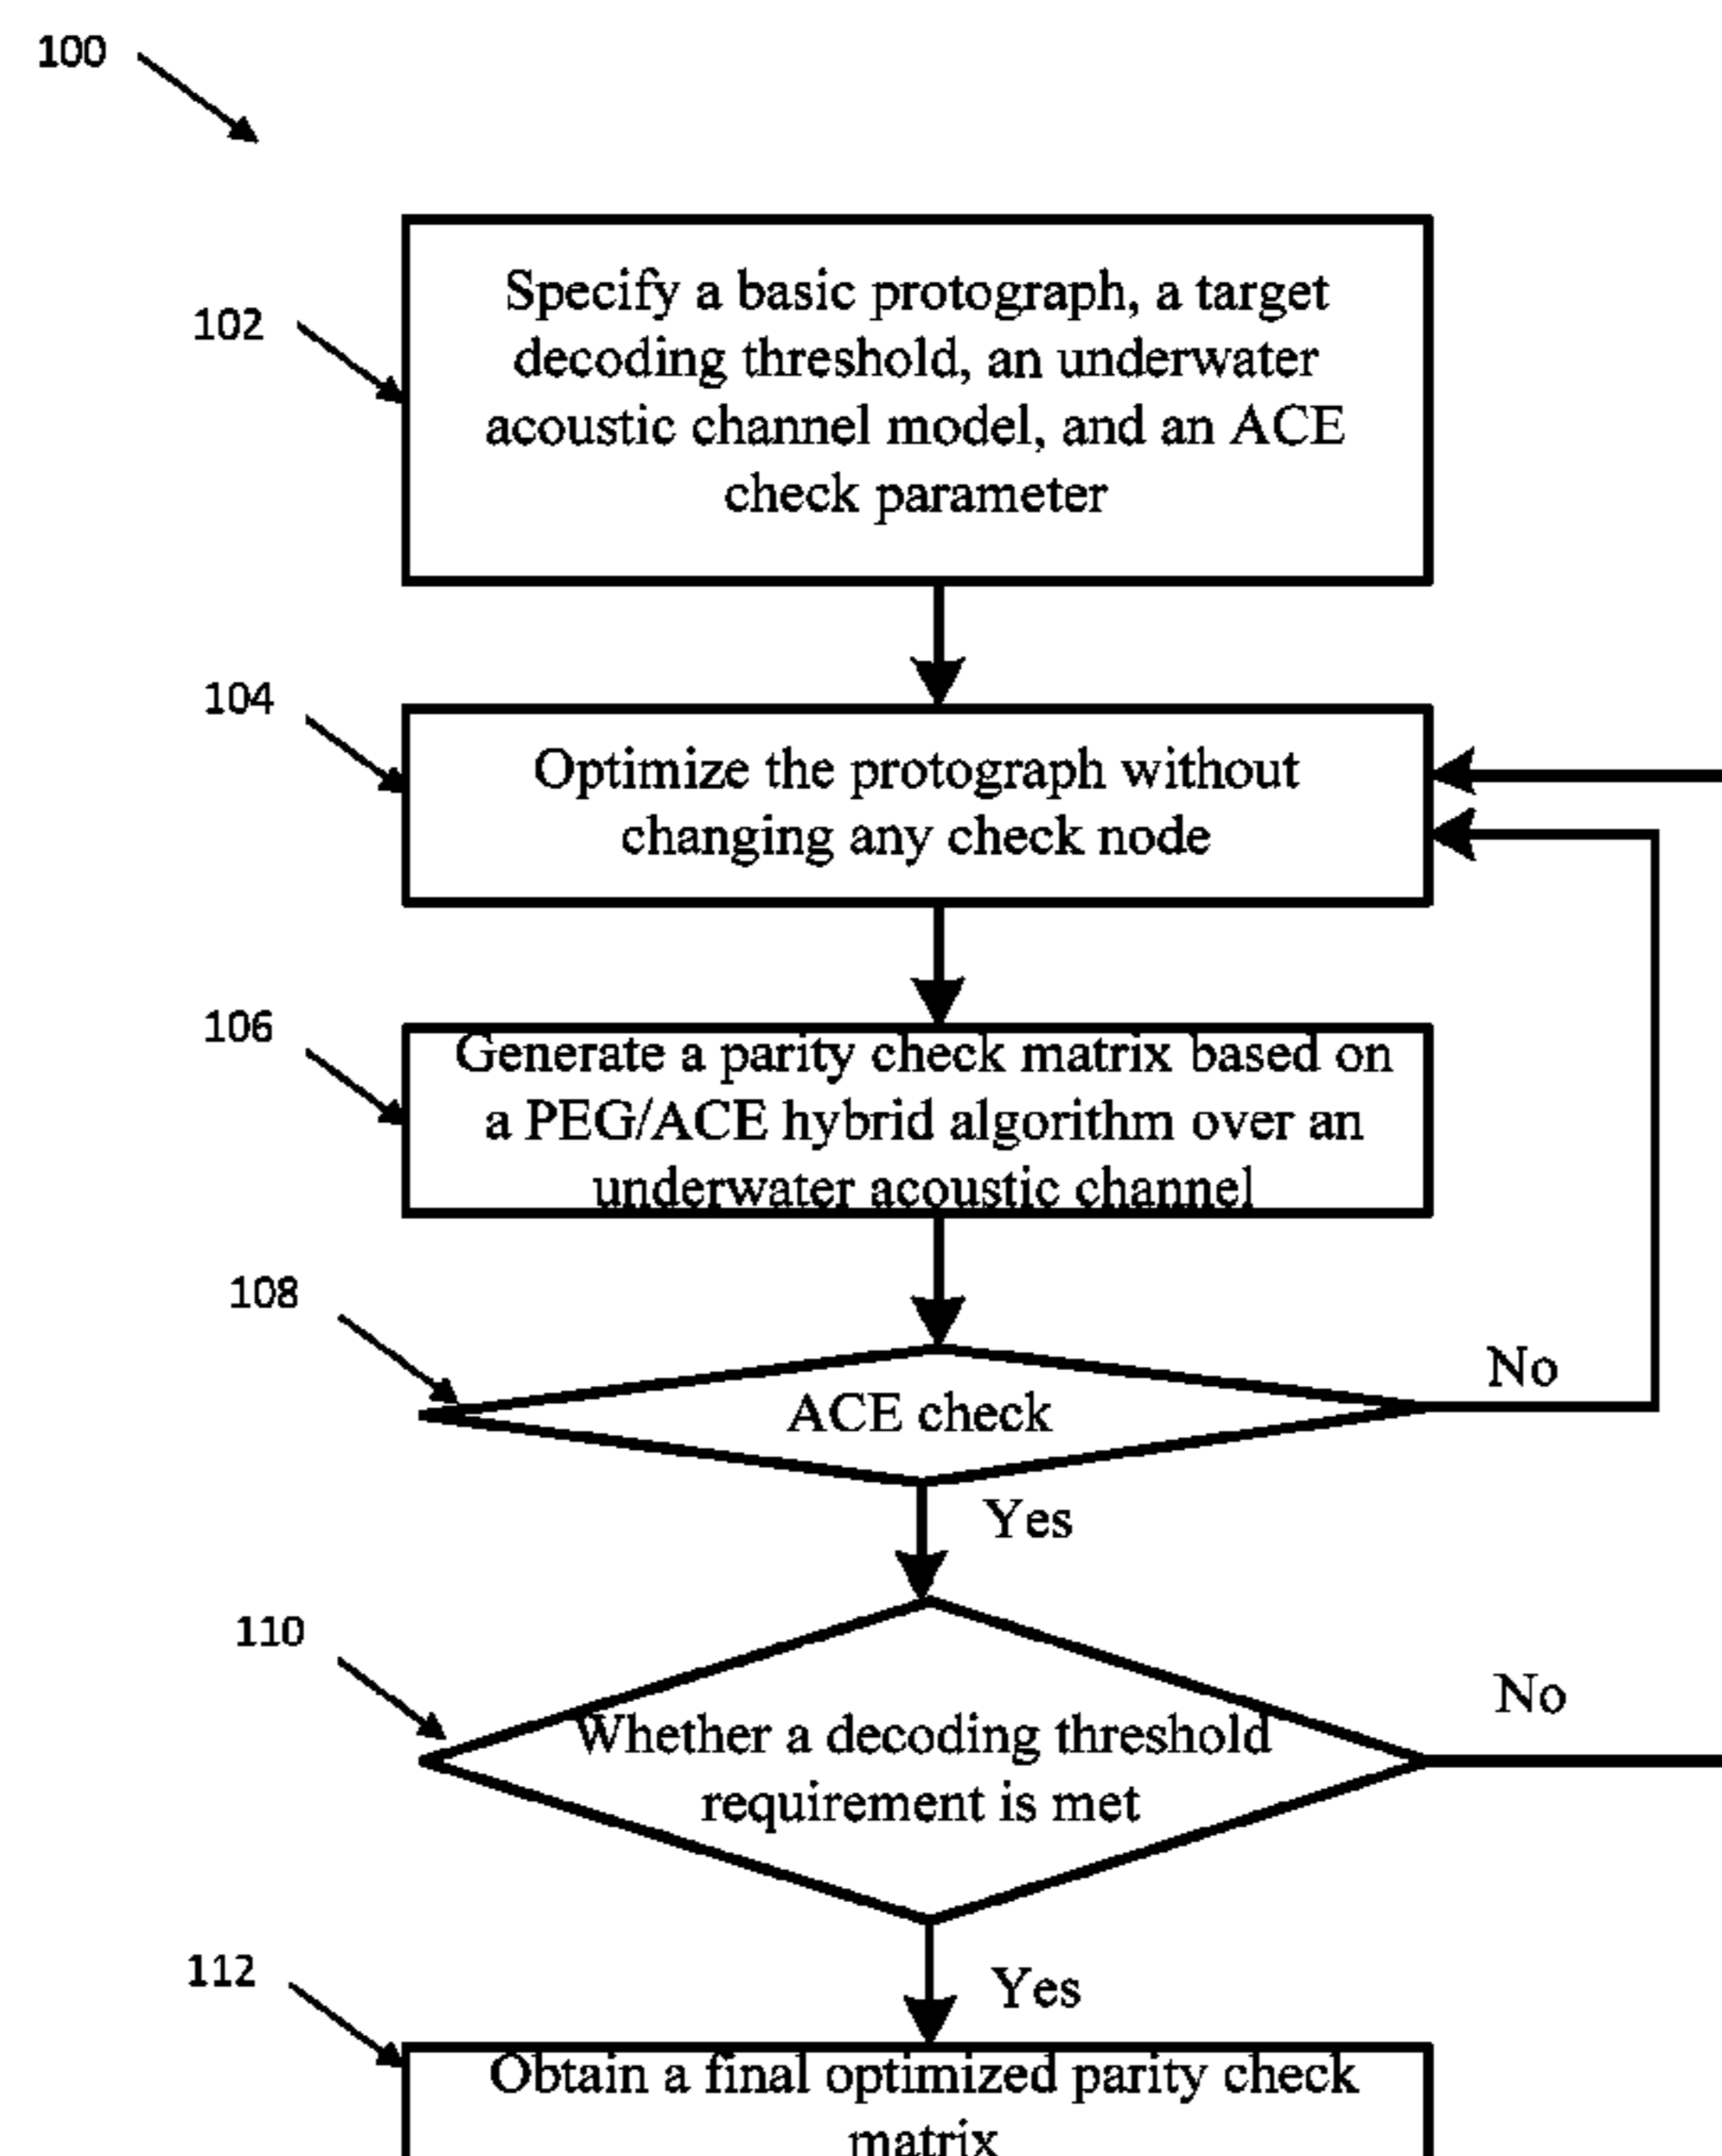 100
102
Specify a basic protograph, a target
decoding threshold, an underwater
acoustic channel model, and an ACE
check parameter
104
Optimize the protograph without
changing any check node
106
Generate a parity check matrix based on
a PEG/ACE hybrid algorithm over an
underwater acoustic channel
108
ACE check
No
Yes
110
Whether a decoding threshold
requirement is met
No
Yes
112
Obtain a final optimized parity check
matrix